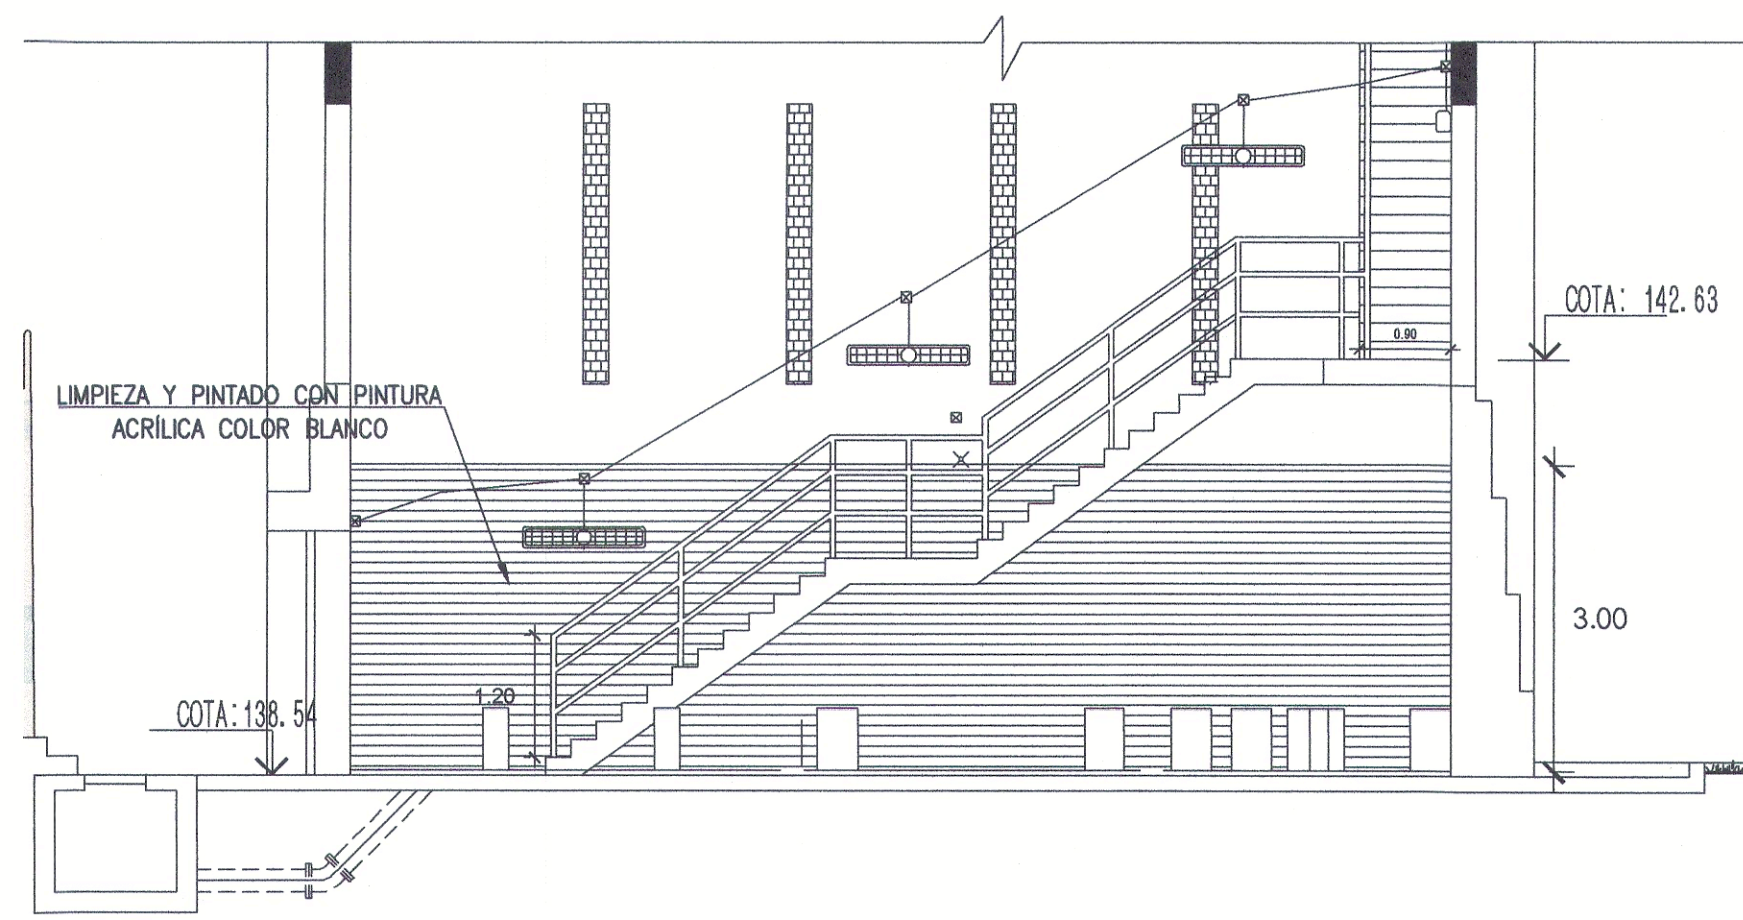 COTA: 142.63
0.90
LIMPIEZA Y PINTADO CON PINTURA
ACRÍLICA COLOR BLANCO
3.00
1.20
COTA:138.54